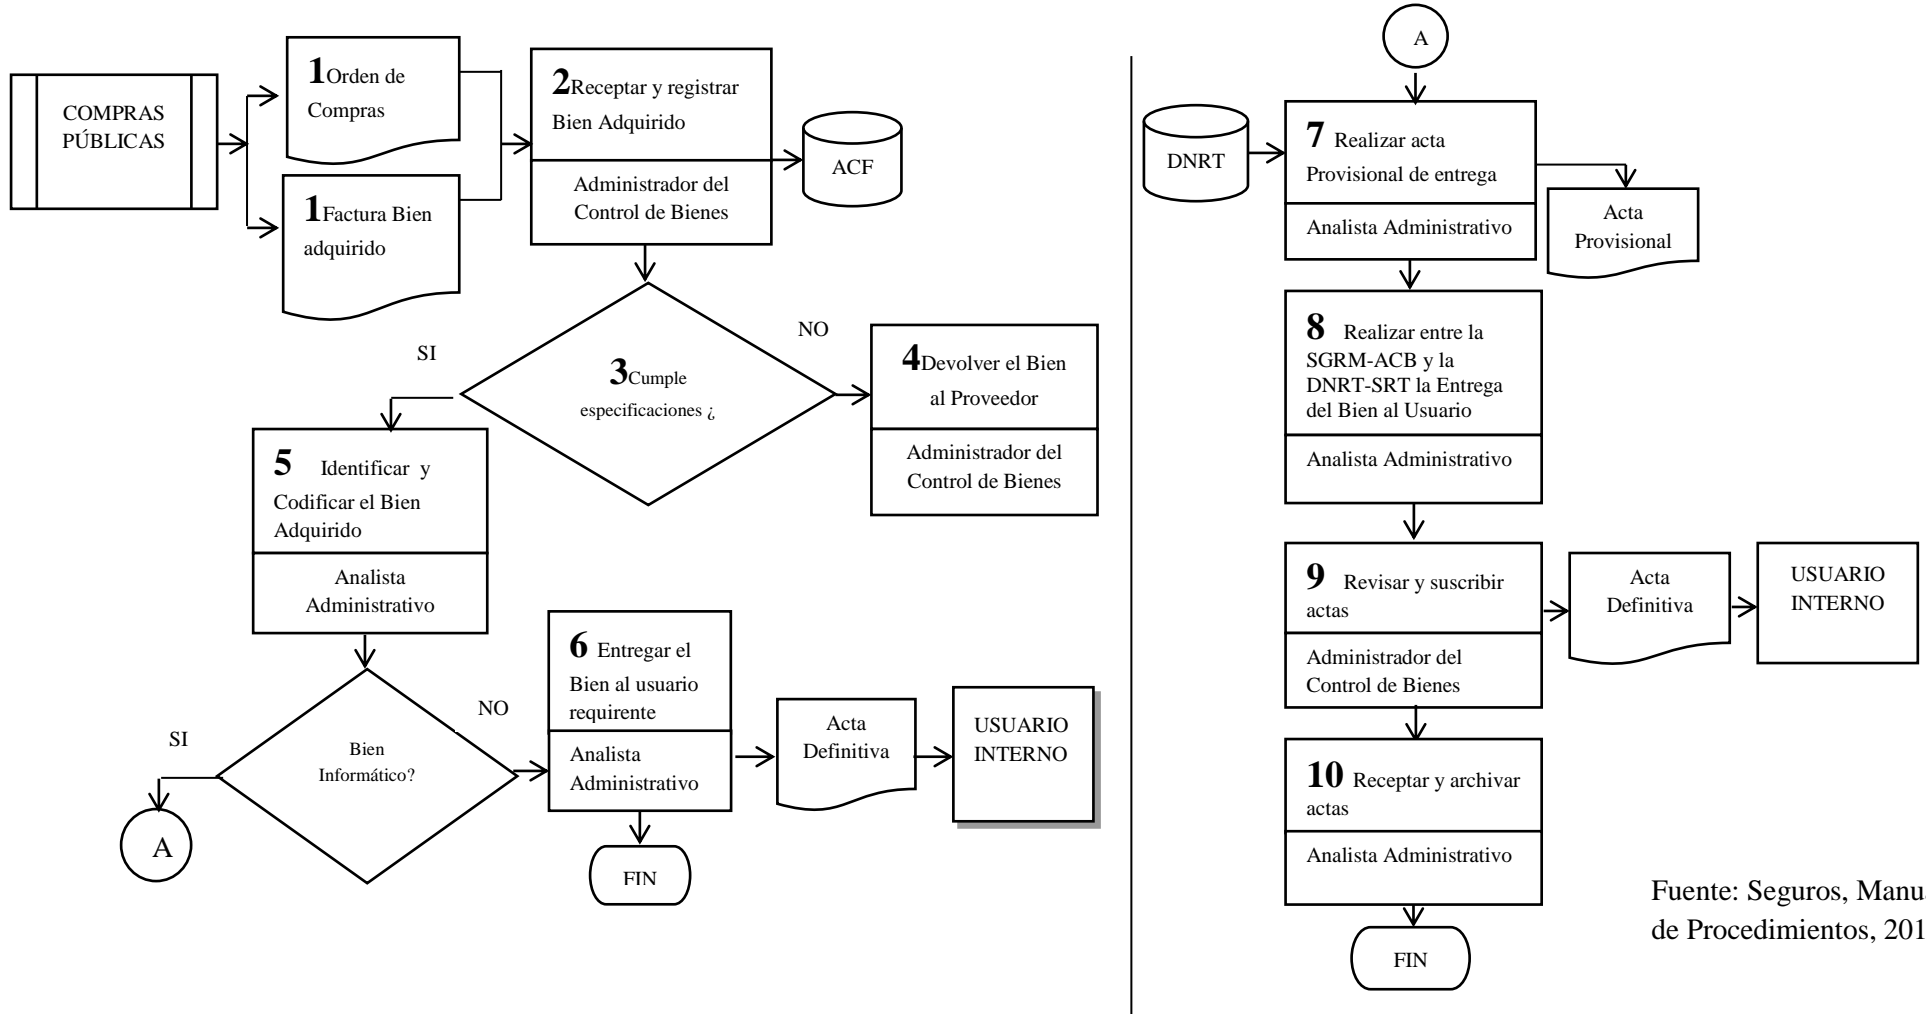 COMPRAS
PÚBLICAS
1Orden de
Compras
1Factura Bien
adquirido
2Receptar y registrar
Bien Adquirido
Administrador del
Control de Bienes
ACF
3Cumple
especificaciones ¿
SI
NO
4Devolver el Bien
al Proveedor
Administrador del
Control de Bienes
5 Identificar y
Codificar el Bien
Adquirido
Analista
Administrativo
Bien
Informático?
SI
NO
A
6 Entregar el
Bien al usuario
requirente
Analista
Administrativo
FIN
Acta
Definitiva
USUARIO
INTERNO
A
DNRT
7 Realizar acta
Provisional de entrega
Analista Administrativo
Acta
Provisional
8 Realizar entre la
SGRM-ACB y la
DNRT-SRT la Entrega
del Bien al Usuario
Analista Administrativo
9 Revisar y suscribir
actas
Administrador del
Control de Bienes
Acta
Definitiva
USUARIO
INTERNO
10 Receptar y archivar
actas
Analista Administrativo
FIN
Fuente: Seguros, Manu
de Procedimientos, 201